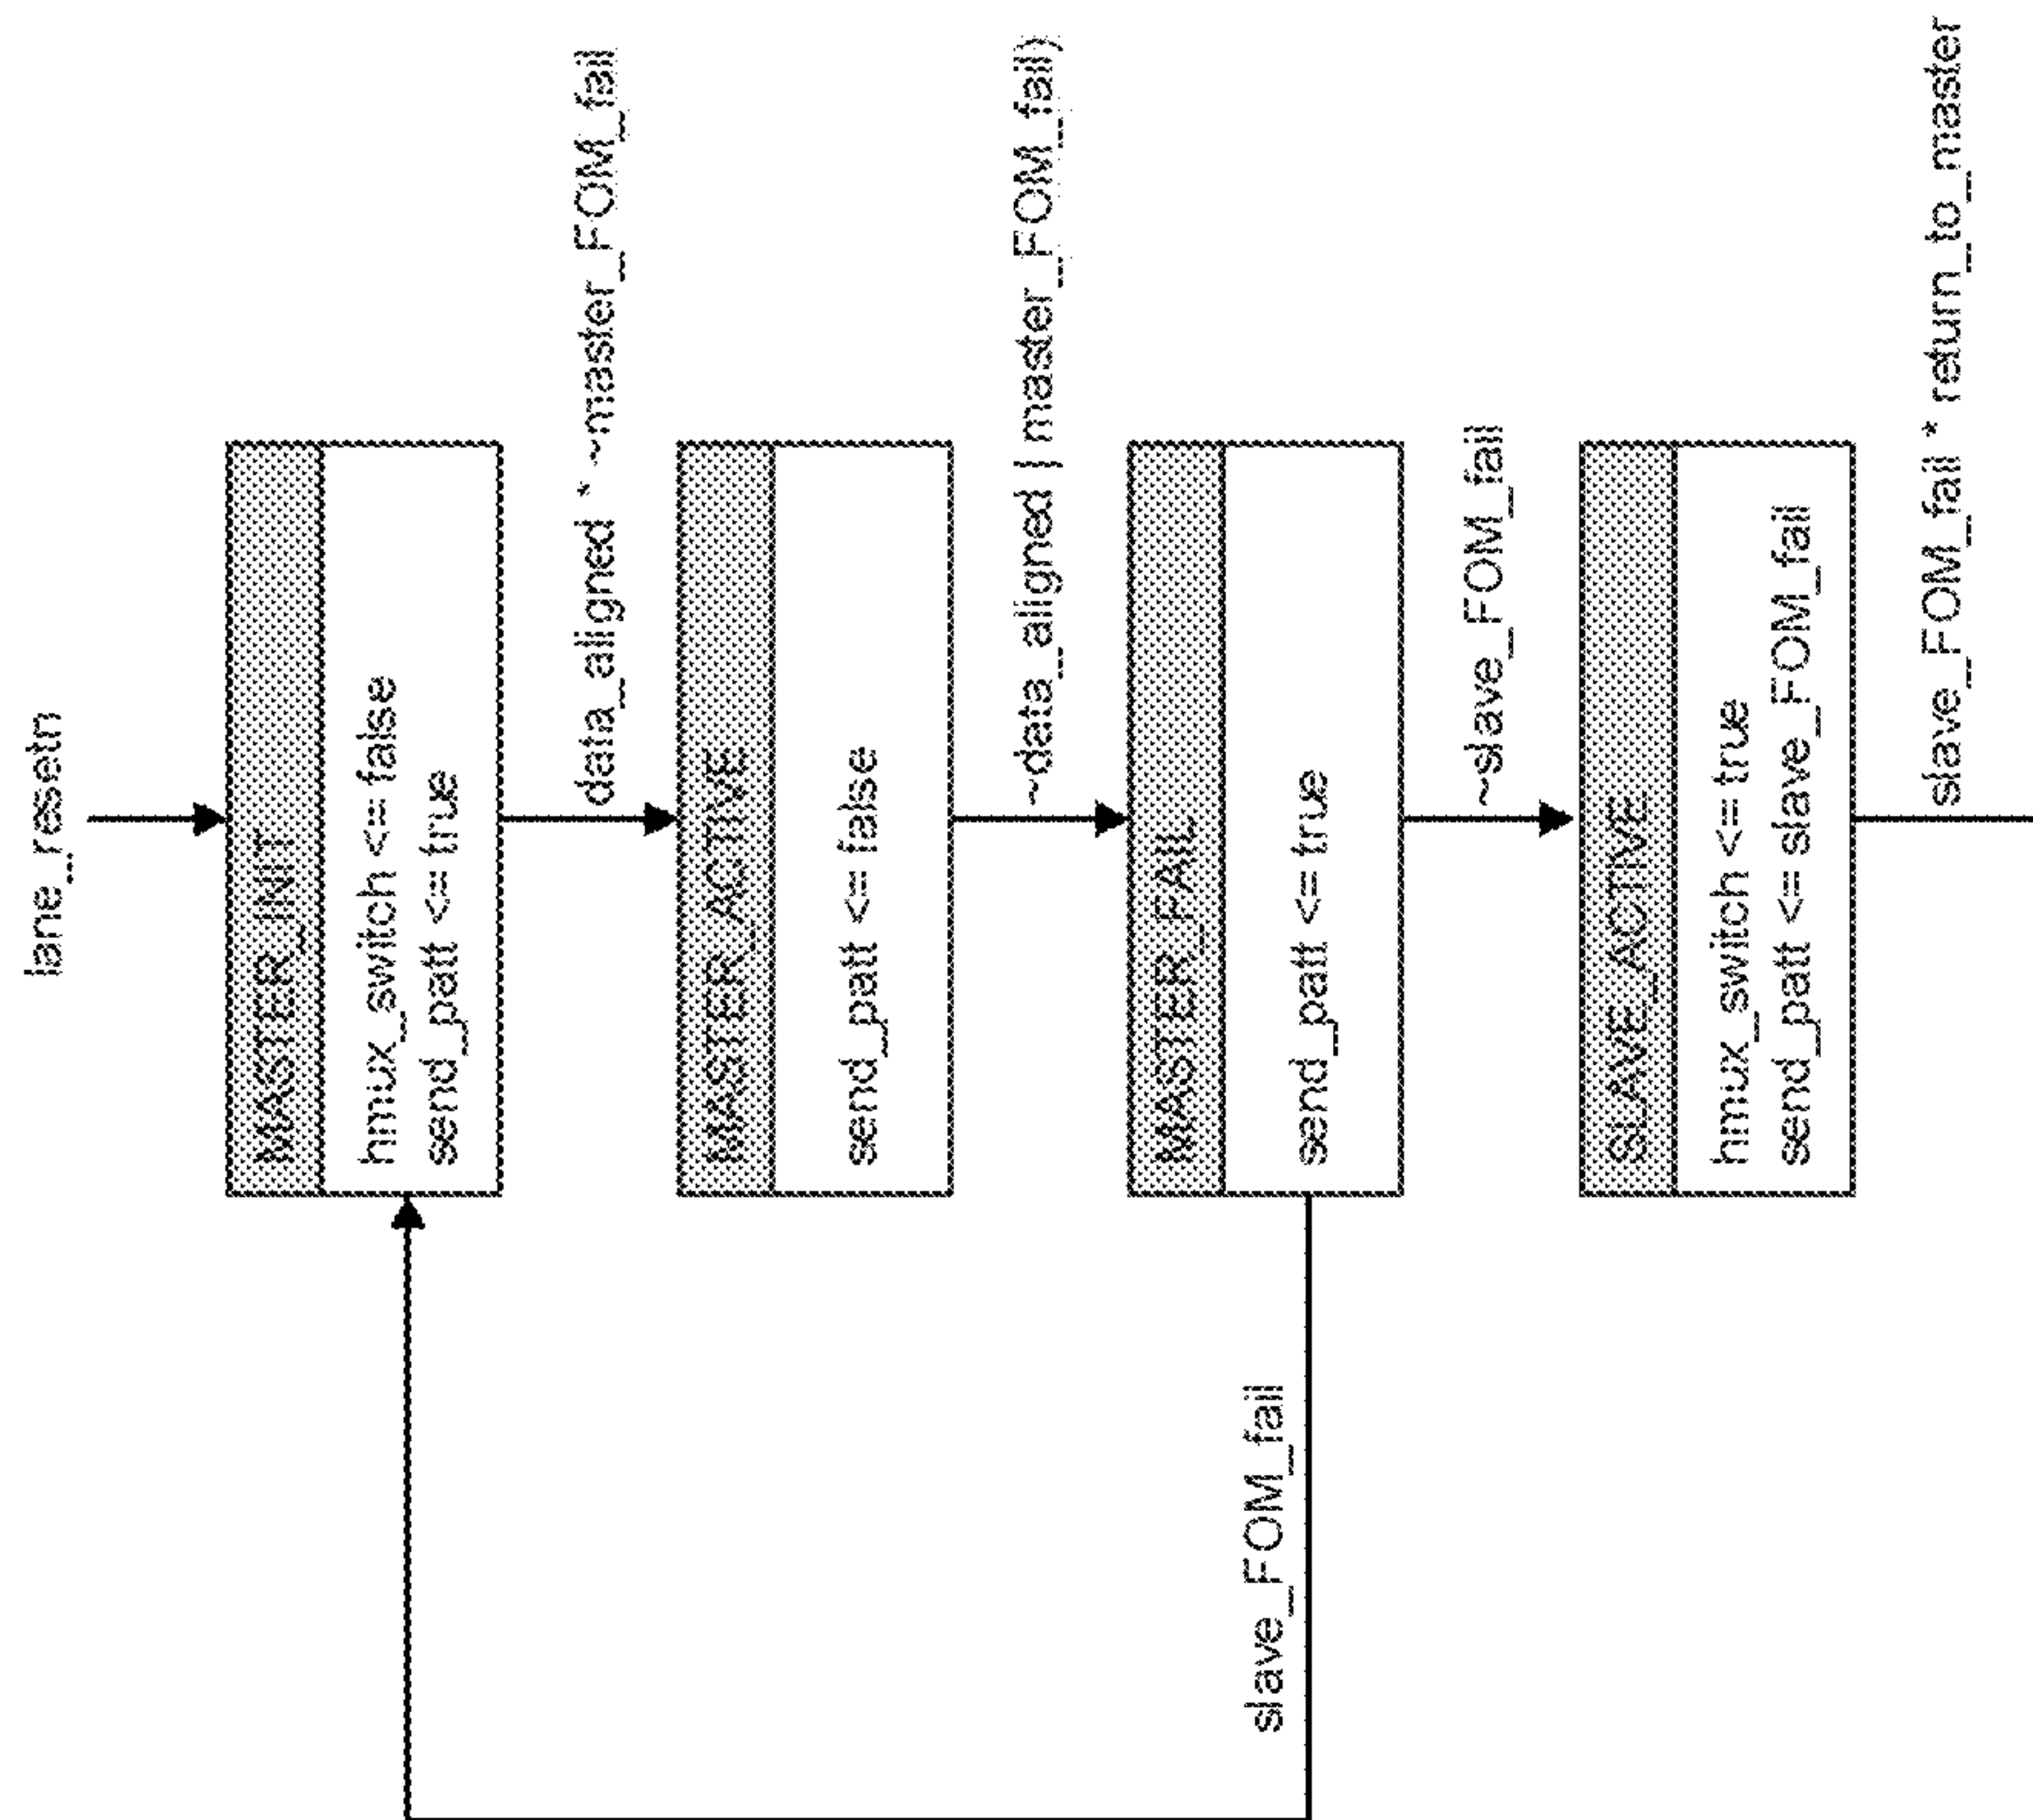 lane_resetn
MASTER_INIT
hmux_switch <= false
send_patt <= true
data_aligned * ~master_FOM_fail
MASTER_ACTIVE
send_patt <= false
~data_aligned | master_FOM_fail)
MASTER_FAIL
send_patt <= true
slave_FOM_fail
~slave_FOM_fail
SLAVE_ACTIVE
hmux_switch <= true
send_patt <= slave_FOM_fail
slave_FOM_fail * return_to_master